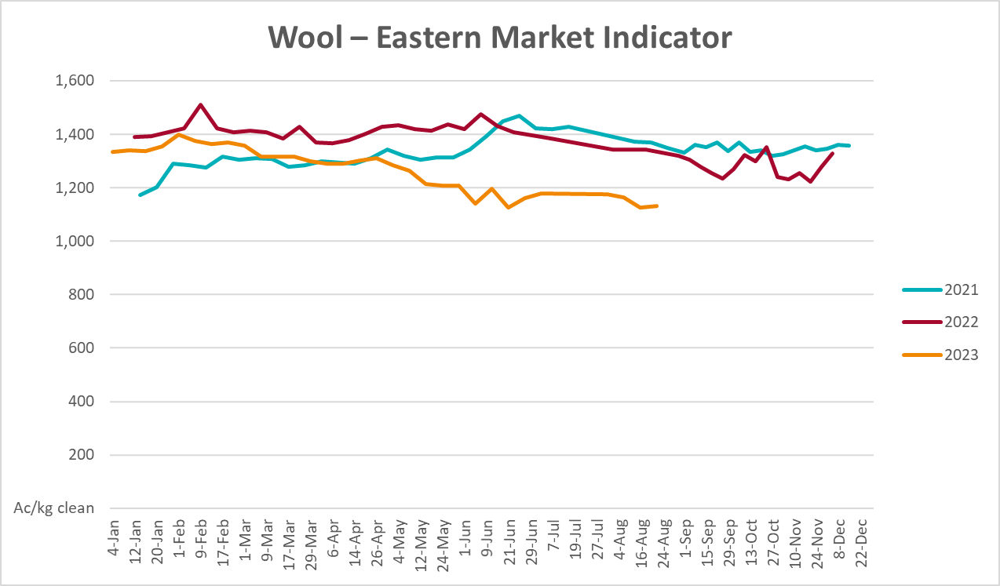 Wool – Eastern Market Indicator
1,600
1,400
1,200
1,000
800
600
400
200
Ac/kg clean
4-Jan
12-Jan
20-Jan
1-Feb
9-Feb
17-Feb
1-Mar
9-Mar
17-Mar
29-Mar
6-Apr
14-Apr
26-Apr
4-May
12-May
24-May
1-Jun
9-Jun
21-Jun
29-Jun
7-Jul
19-Jul
27-Jul
4-Aug
16-Aug
24-Aug
1-Sep
15-Sep
29-Sep
13-Oct
27-Oct
10-Nov
24-Nov
8-Dec
22-Dec
2021
2022
2023